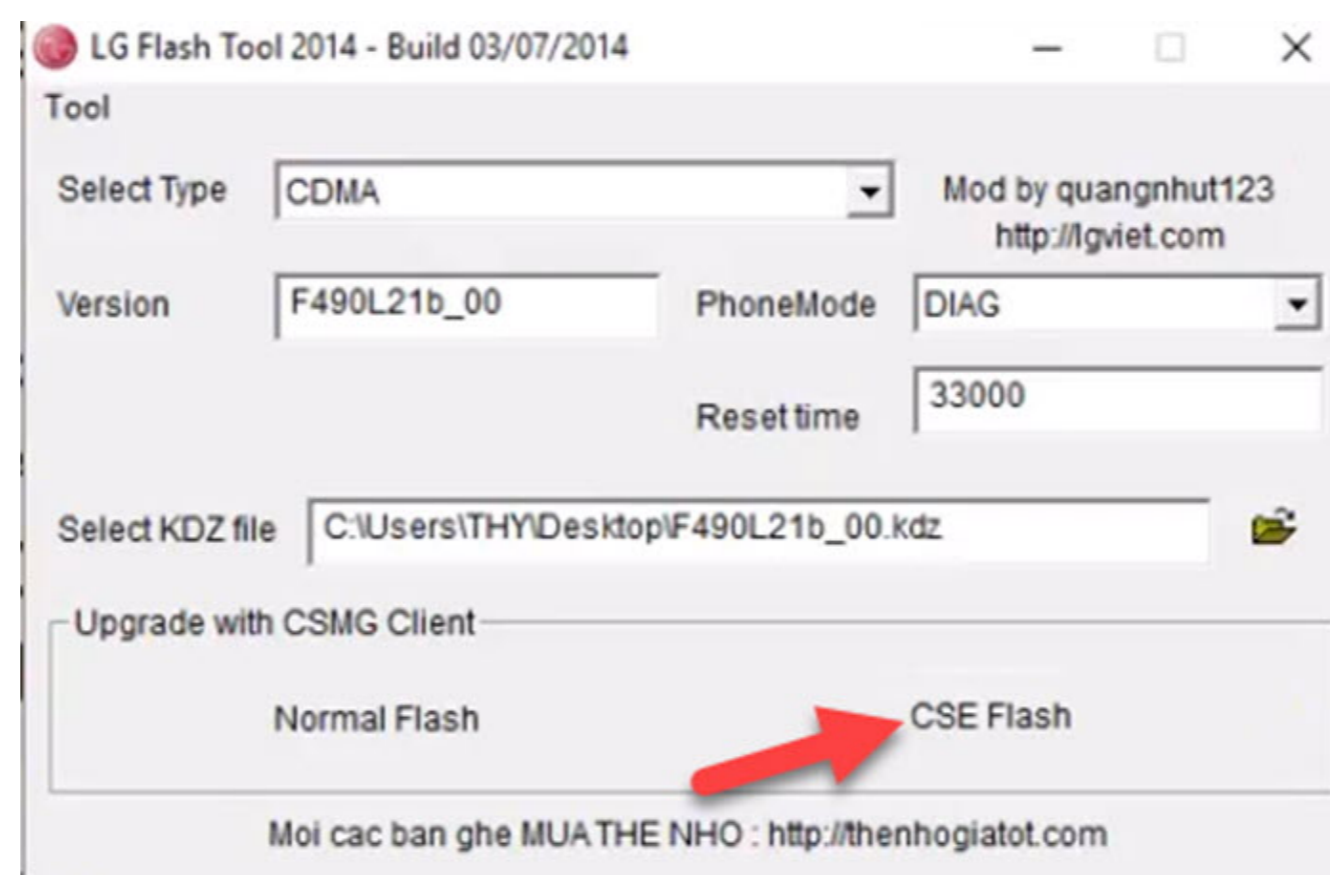 LG Flash Tool 2014 - Build 03/07/2014
Tool
Select Type CDMA Mod by quangnhut123
http://lgviet.com
Version F490L21b_00 PhoneMode DIAG
Reset time 33000
Select KDZ file C:\Users\THY\Desktop\F490L21b_00.kdz
Upgrade with CSMG Client
Normal Flash CSE Flash
Moi cac ban ghe MUA THE NHO : http://thenhogiatot.com